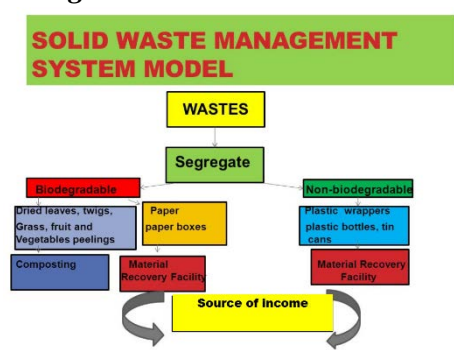 SOLID WASTE MANAGEMENT
SYSTEM MODEL
WASTES
Segregate
Biodegradable
Non-biodegradable
Dried leaves, twigs,
Grass, fruit and
Vegetables peelings
Paper
paper boxes
Plastic wrappers
plastic bottles, tin
cans
Composting
Material
Recovery Facility
Material Recovery
Facility
Source of Income